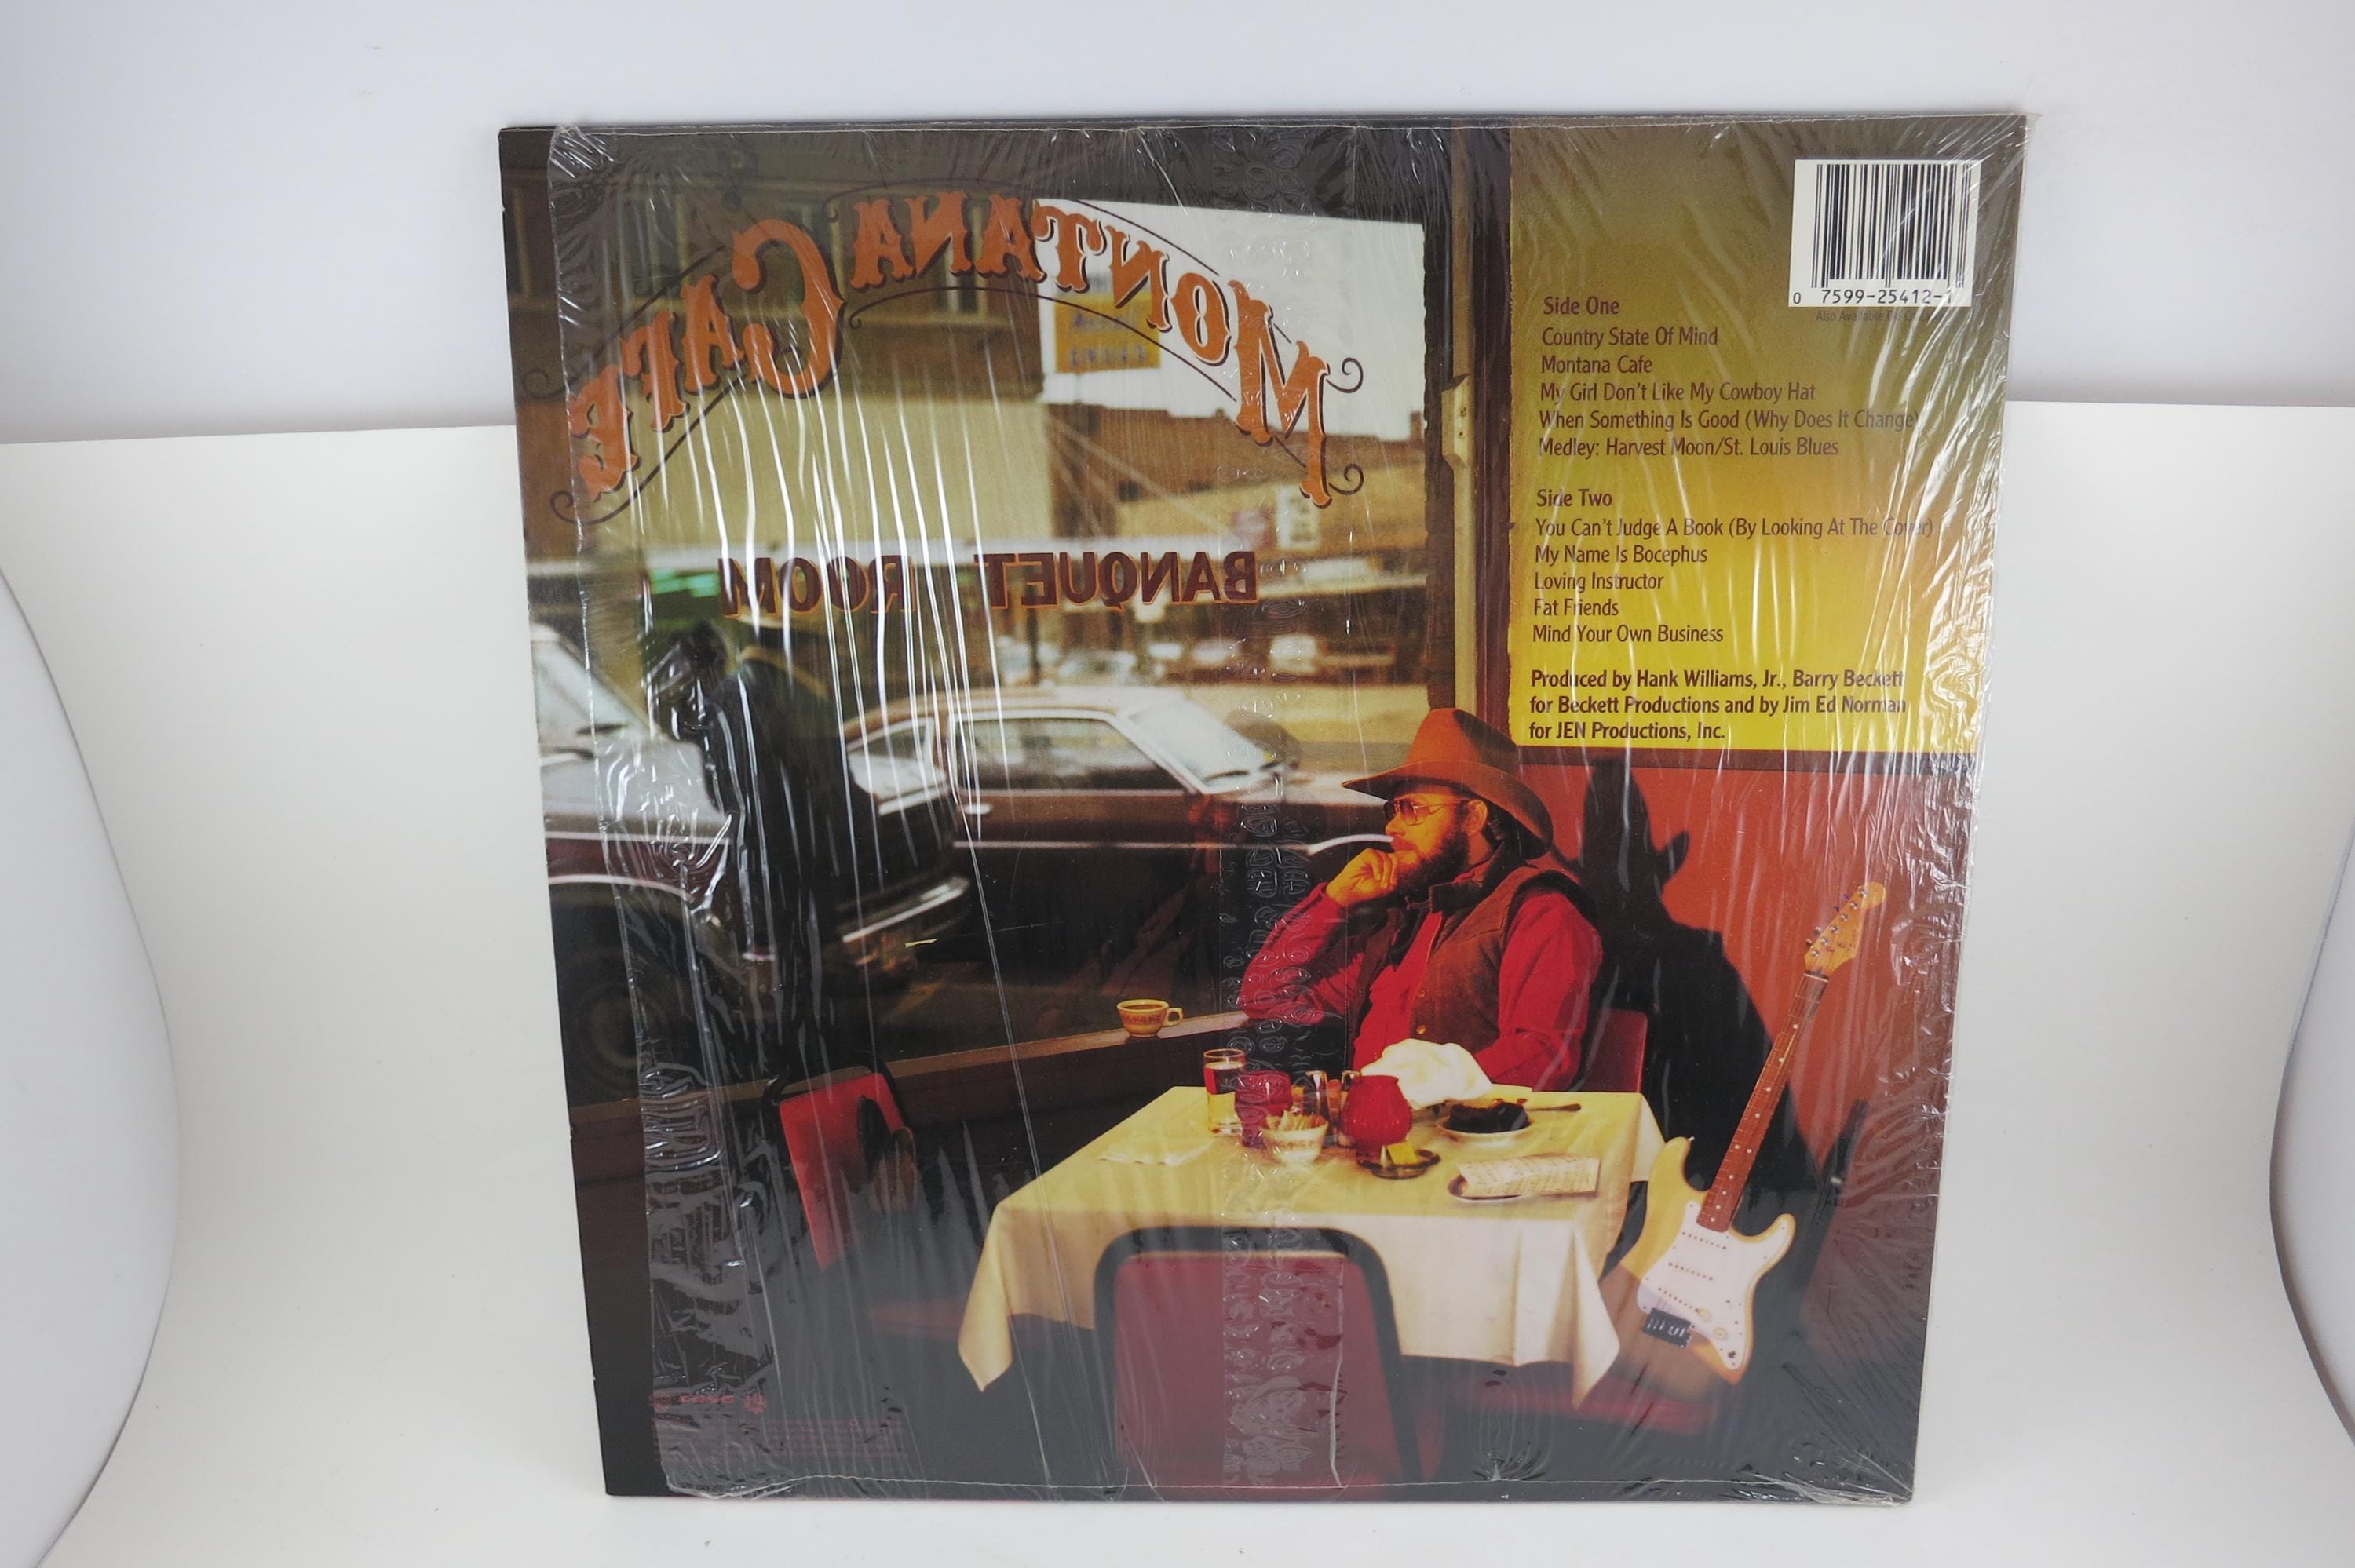 MONTANA CAFE
BANQUET ROOM
0 7599-25412-1
Side One
Country State Of Mind
Montana Cafe
My Girl Don't Like My Cowboy Hat
When Something Is Good (Why Does It Change)
Medley: Harvest Moon/St. Louis Blues
Side Two
You Can't Judge A Book (By Looking At The Cover)
My Name Is Bocephus
Loving Instructor
Fat Friends
Mind Your Own Business
Produced by Hank Williams, Jr., Barry Beckett
for Beckett Productions and by Jim Ed Norman
for JEN Productions, Inc.